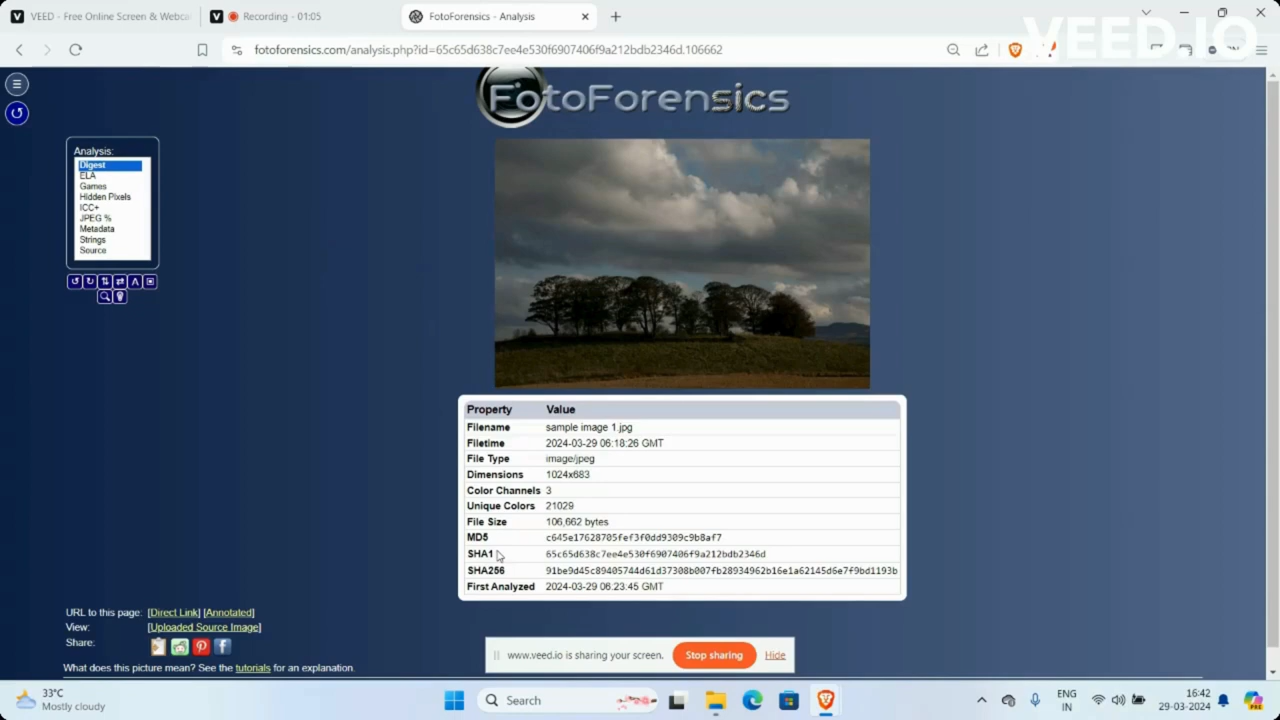 VEED - Free Online Screen & Webca
Recording - 01:05
FotoForensics - Analysis
fotoforensics.com/analysis.php?id=65c65d638c7ee4e530f6907406f9a212bdb2346d.106662
VEED.IO
FotoForensics
Analysis:
Digest
ELA
Games
Hidden Pixels
ICC+
JPEG %
Metadata
Strings
Source
Property Value
Filename sample image 1.jpg
Filetime 2024-03-29 06:18:26 GMT
File Type image/jpeg
Dimensions 1024x683
Color Channels 3
Unique Colors 21029
File Size 106,662 bytes
MD5 c645e17628705fef3f0dd9309c9b8af7
SHA1 65c65d638c7ee4e530f6907406f9a212bdb2346d
SHA256 91be9d45c89405744d61d37308b007fb28934962b16e1a62145d6e7f9bd1193b
First Analyzed 2024-03-29 06:23:45 GMT
URL to this page: [Direct Link] [Annotated]
View: [Uploaded Source Image]
Share:
What does this picture mean? See the tutorials for an explanation.
www.veed.io is sharing your screen. Stop sharing Hide
33°C
Mostly cloudy
Search
ENG
IN
16:42
29-03-2024